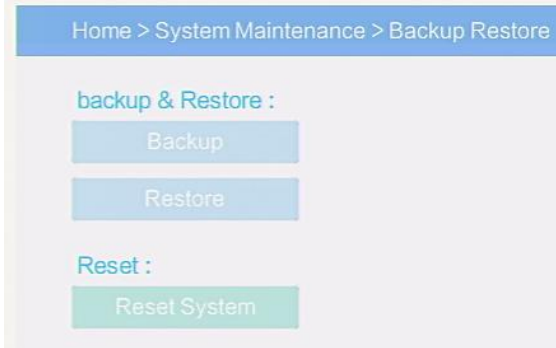 Home > System Maintenance > Backup Restore
backup & Restore :
Backup
Restore
Reset :
Reset System